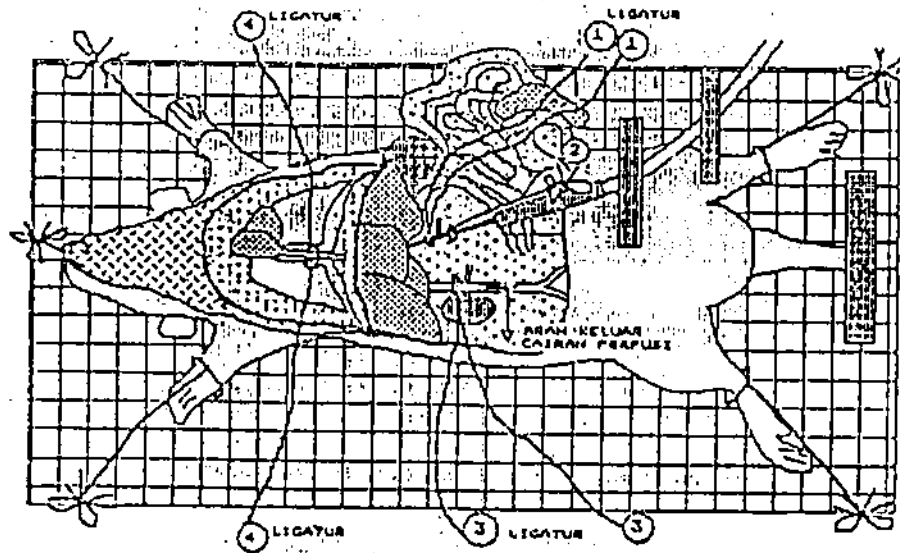 4 LIGATUR
LIGATUR
1 1
2
ARAH KELUAR
CAIRAN PERFUSI
4 LIGATUR
3 LIGATUR 3